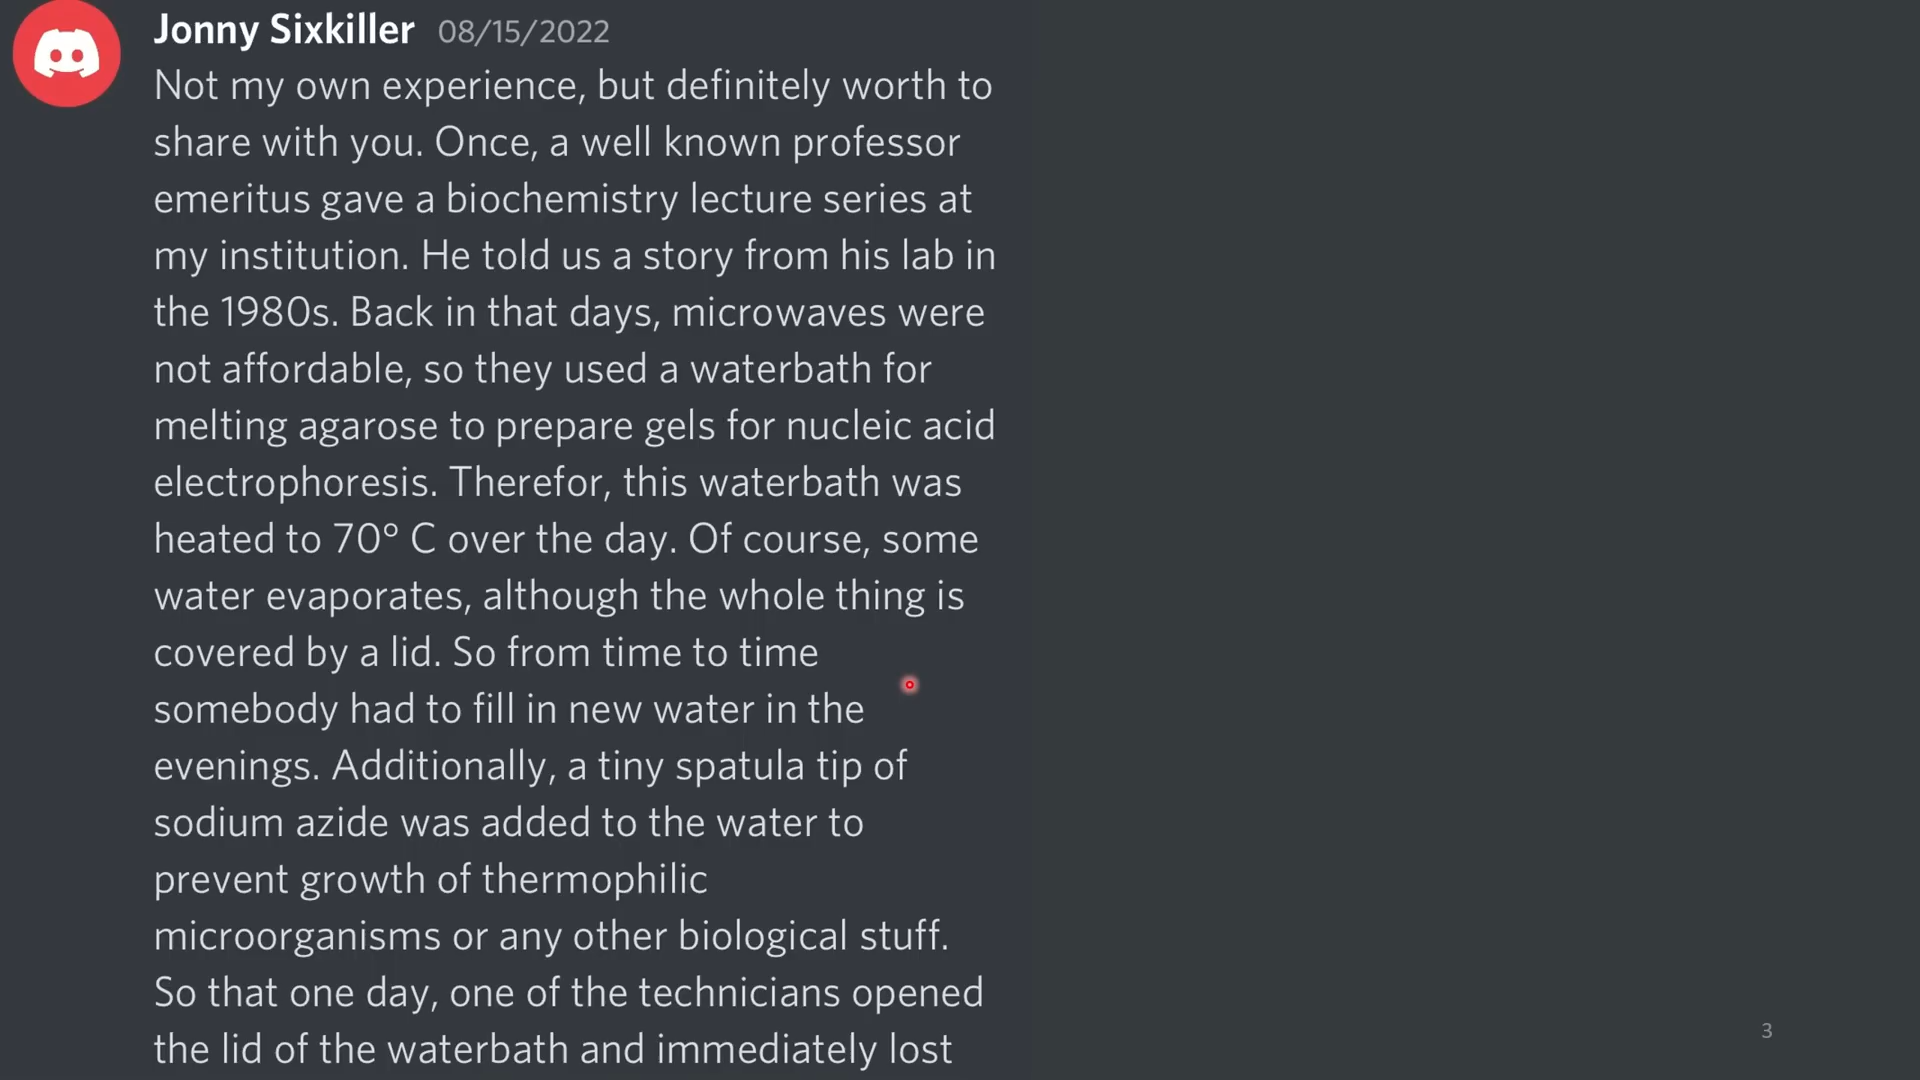 Jonny Sixkiller 08/15/2022
Not my own experience, but definitely worth to
share with you. Once, a well known professor
emeritus gave a biochemistry lecture series at
my institution. He told us a story from his lab in
the 1980s. Back in that days, microwaves were
not affordable, so they used a waterbath for
melting agarose to prepare gels for nucleic acid
electrophoresis. Therefor, this waterbath was
heated to 70° C over the day. Of course, some
water evaporates, although the whole thing is
covered by a lid. So from time to time
somebody had to fill in new water in the
evenings. Additionally, a tiny spatula tip of
sodium azide was added to the water to
prevent growth of thermophilic
microorganisms or any other biological stuff.
So that one day, one of the technicians opened
the lid of the waterbath and immediately lost
3